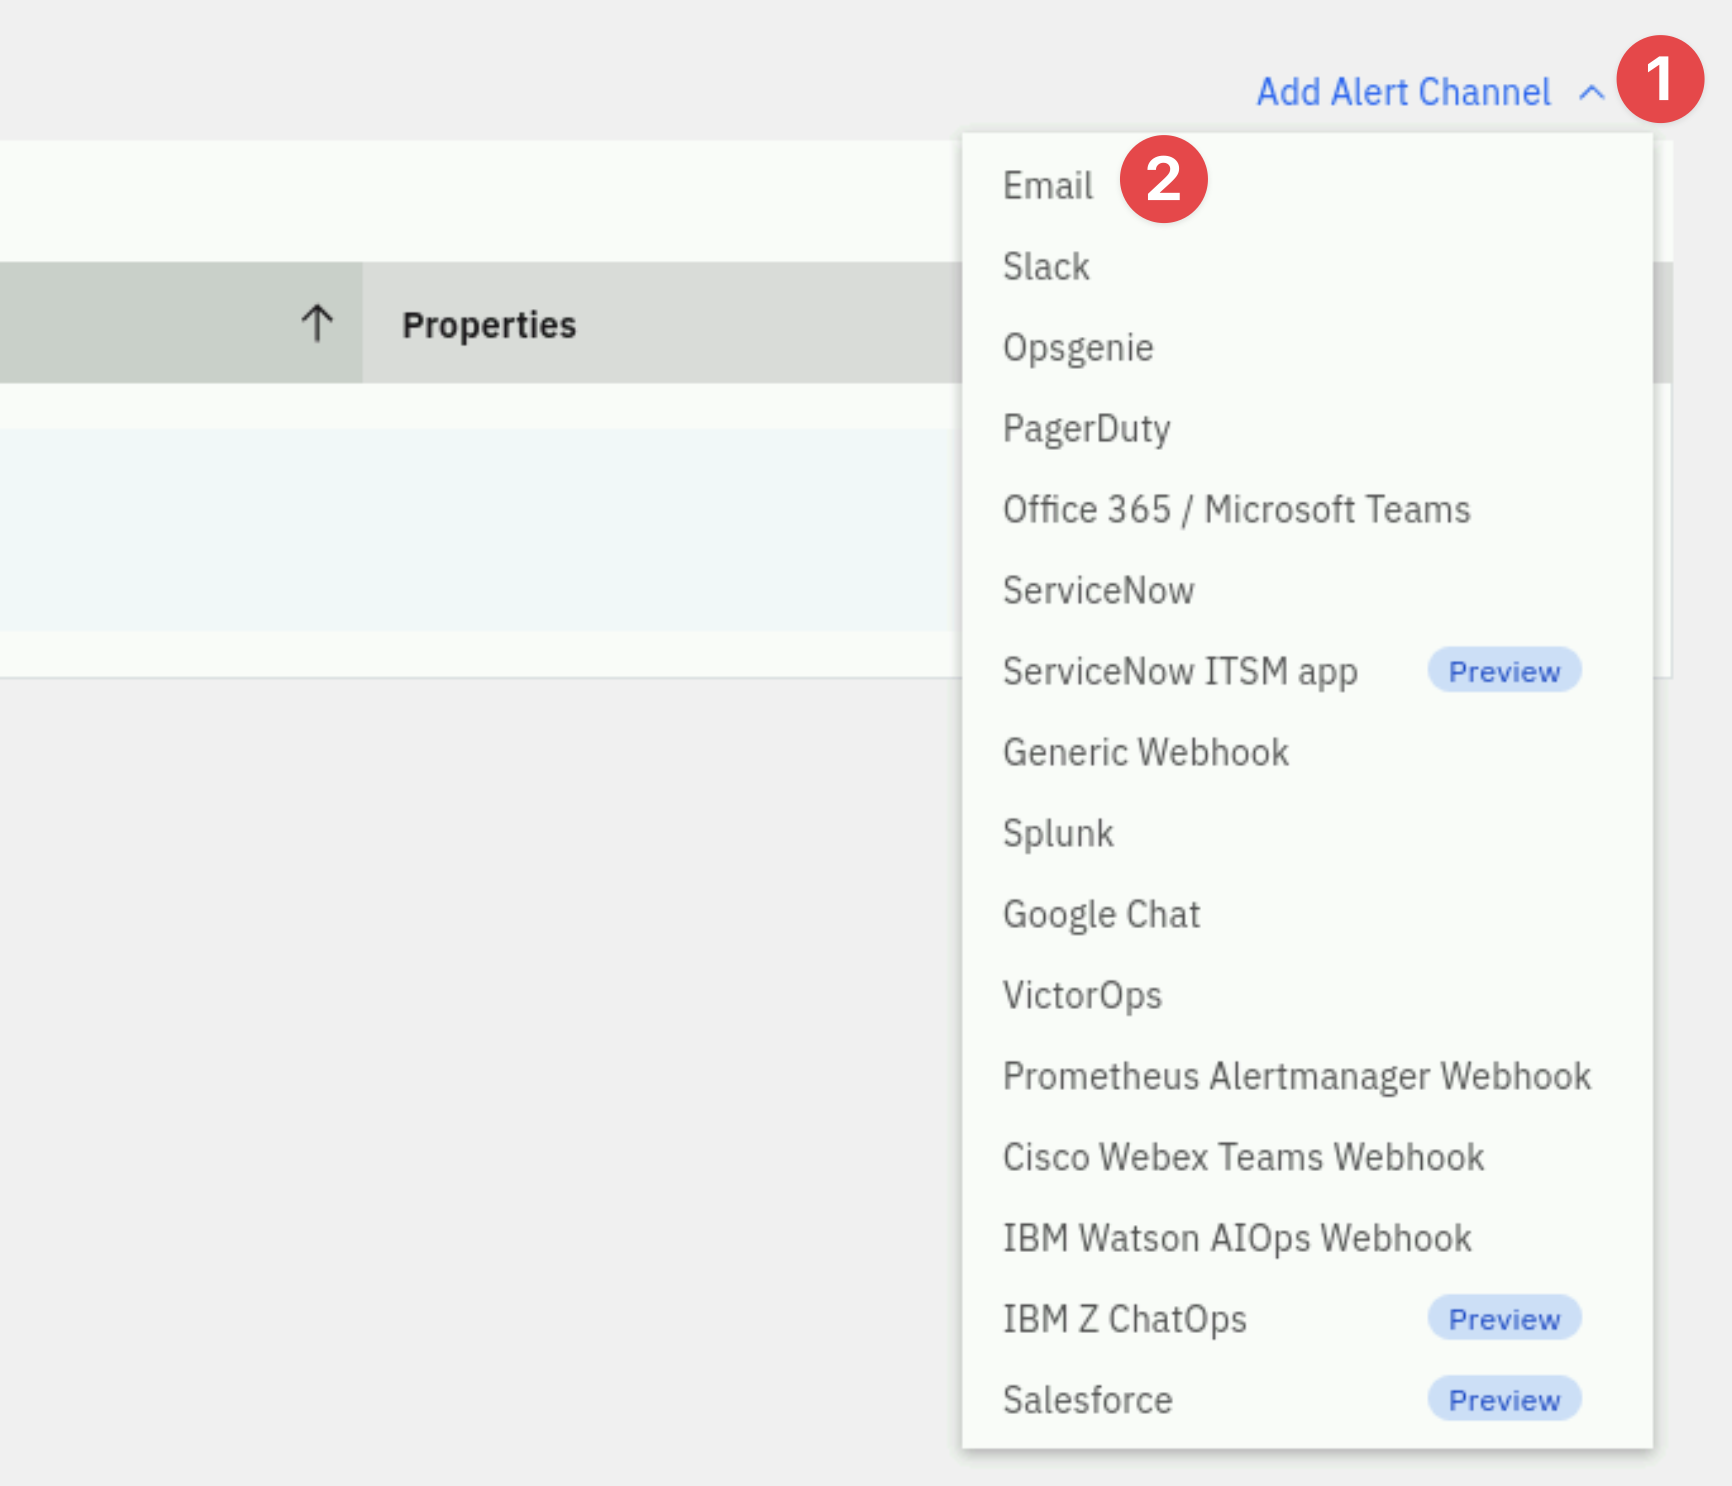 Add Alert Channel 1
Email 2
Slack
Properties
Opsgenie
PagerDuty
Office 365 / Microsoft Teams
ServiceNow
ServiceNow ITSM app Preview
Generic Webhook
Splunk
Google Chat
VictorOps
Prometheus Alertmanager Webhook
Cisco Webex Teams Webhook
IBM Watson AIOps Webhook
IBM Z ChatOps Preview
Salesforce Preview